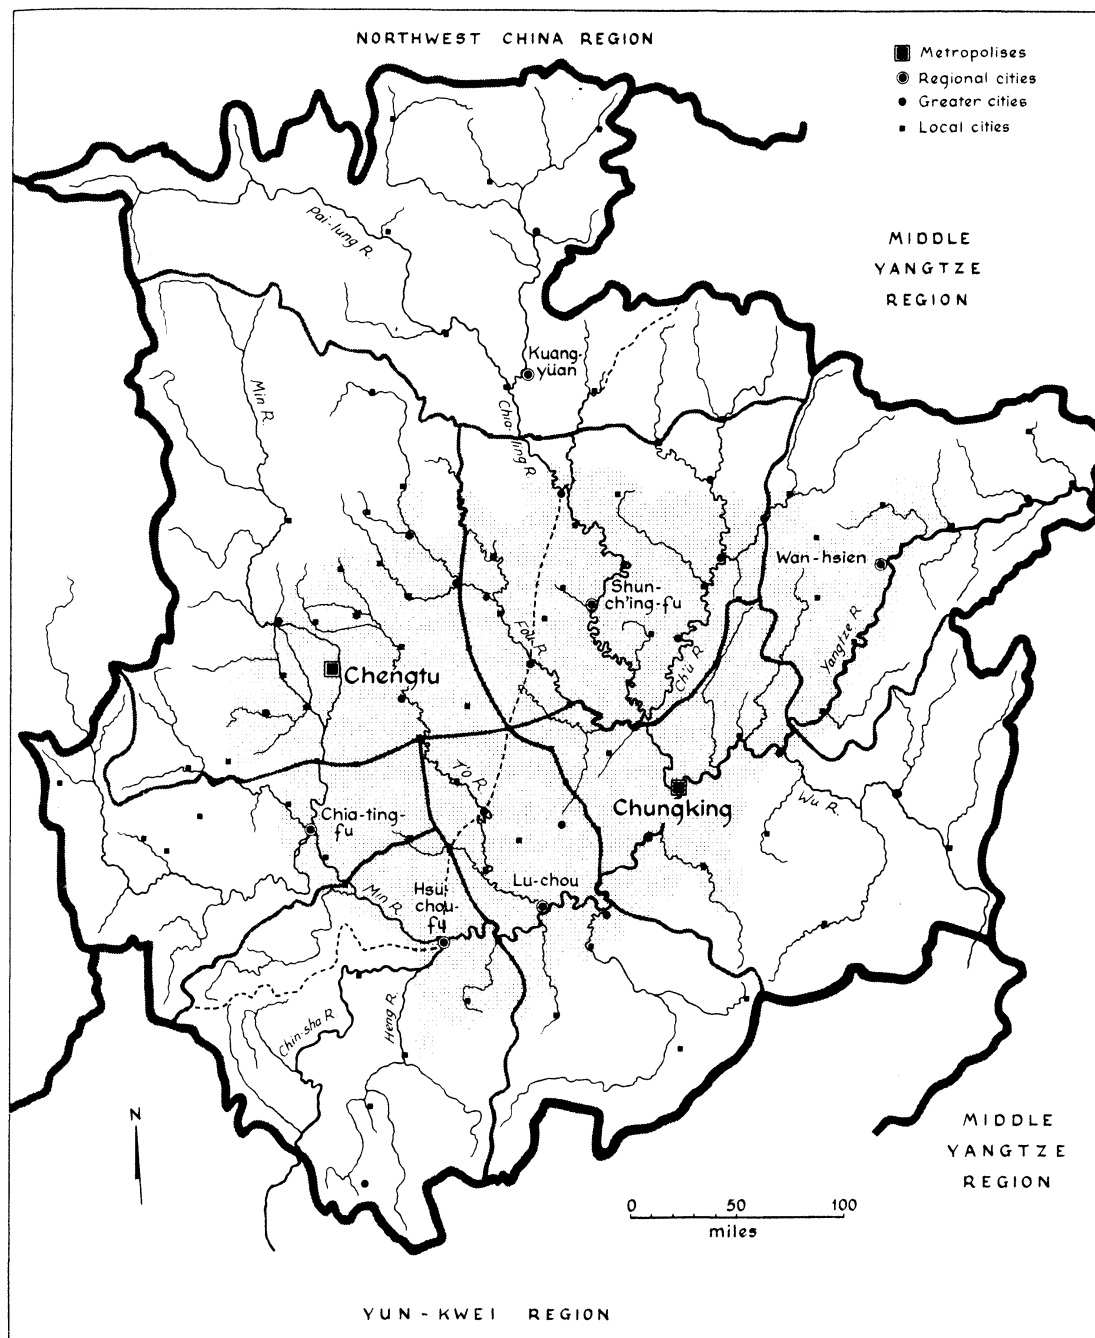 NORTHWEST CHINA REGION
Metropolises
Regional cities
Greater cities
Local cities
MIDDLE
YANGTZE
REGION
Pai-lung R.
Kuang-
yüan
Min R.
Chia-ling R.
Wan-hsien
Shun-
ch'ing-fu
Fou R.
Chü R.
Yangtze R.
Chengtu
TO R.
Chungking
Wu R.
Chia-ting-
fu
Lu-chou
Min R.
Hsü-
chou-
fu
Chin-sha R.
Heng R.
N
MIDDLE
YANGTZE
REGION
0 50 100
miles
YUN-KWEI REGION